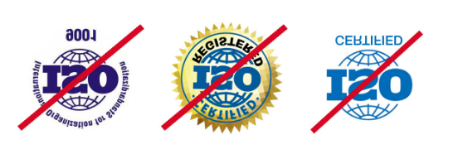 9001
International Organization for Standardization
ISO
REGISTERED
ISO
CERTIFIED
CERTIFIED
ISO